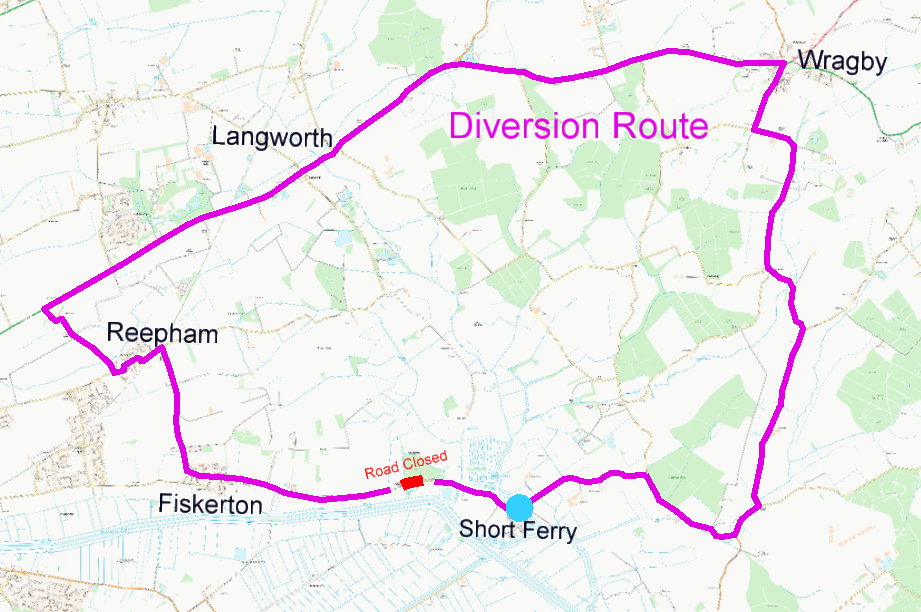 Wragby
Diversion Route
Langworth
Reepham
Road Closed
Fiskerton
Short Ferry